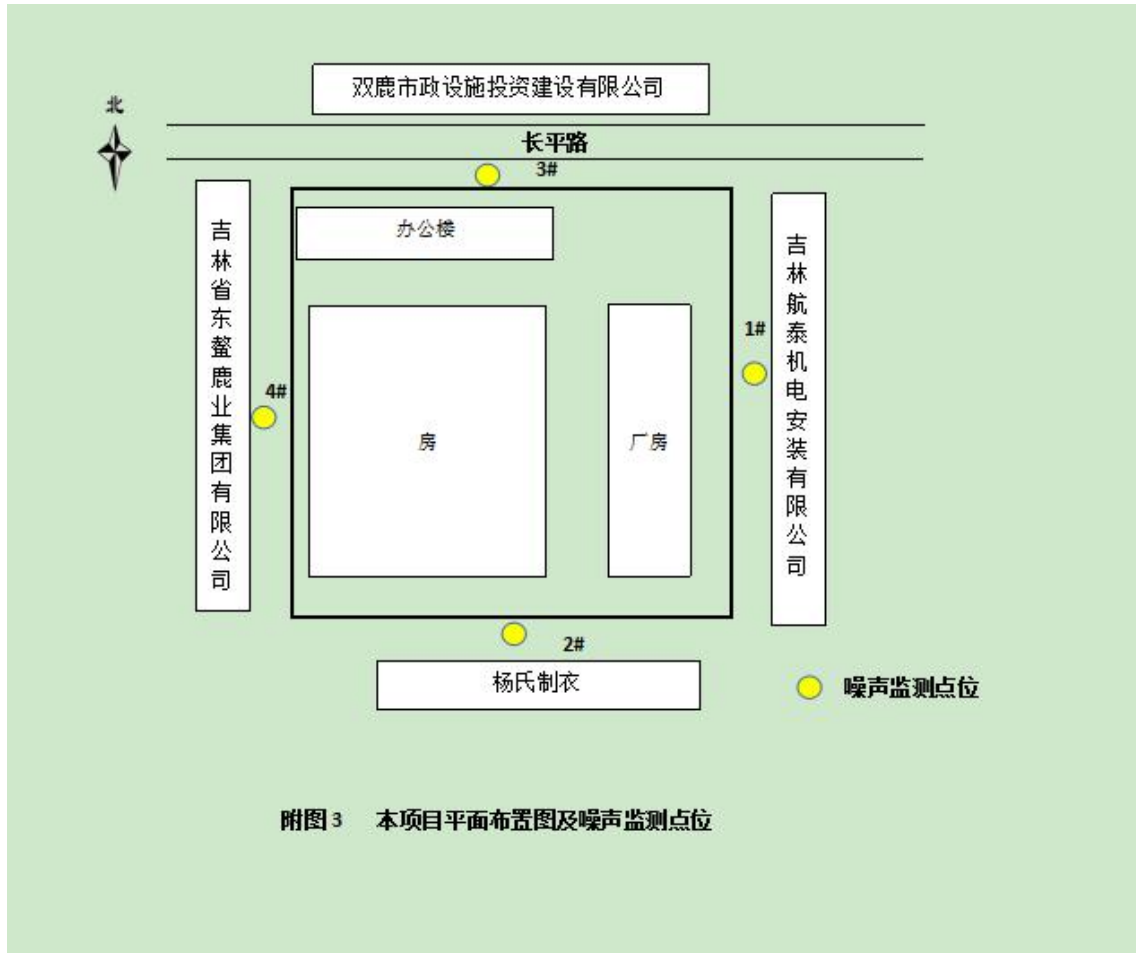 双鹿市政设施投资建设有限公司
北
长平路
3#
办公楼
吉林省东鳌鹿业集团有限公司
吉林航泰机电安装有限公司
1#
4#
房
厂房
2#
杨氏制衣
噪声监测点位
附图3 本项目平面布置图及噪声监测点位